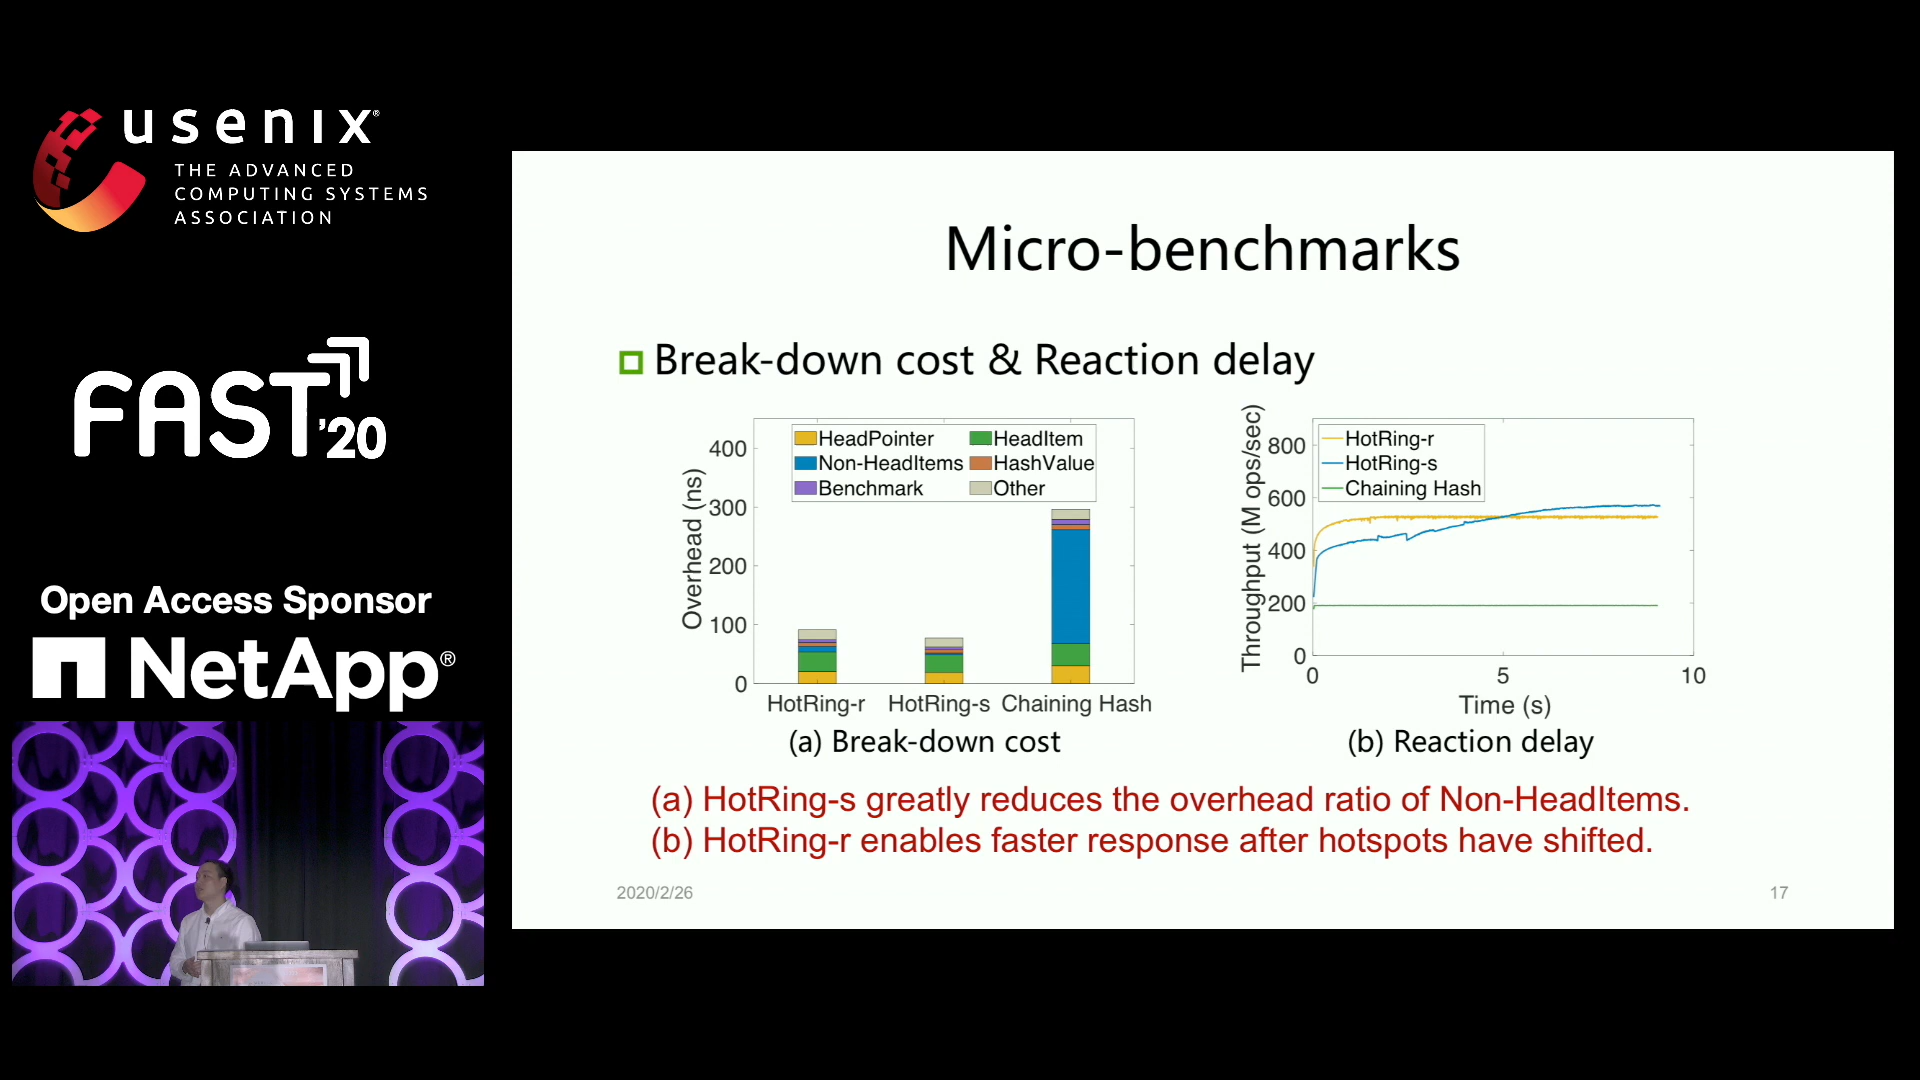 usenix®
THE ADVANCED
COMPUTING SYSTEMS
ASSOCIATION
FAST '20
Open Access Sponsor
NetApp®
Micro-benchmarks
Break-down cost & Reaction delay
Overhead (ns)
400
300
200
100
0
HeadPointer
HeadItem
Non-HeadItems
HashValue
Benchmark
Other
HotRing-r
HotRing-s
Chaining Hash
(a) Break-down cost
Throughput (M ops/sec)
800
600
400
200
0
HotRing-r
HotRing-s
Chaining Hash
0
5
10
Time (s)
(b) Reaction delay
(a) HotRing-s greatly reduces the overhead ratio of Non-HeadItems.
(b) HotRing-r enables faster response after hotspots have shifted.
2020/2/26
17